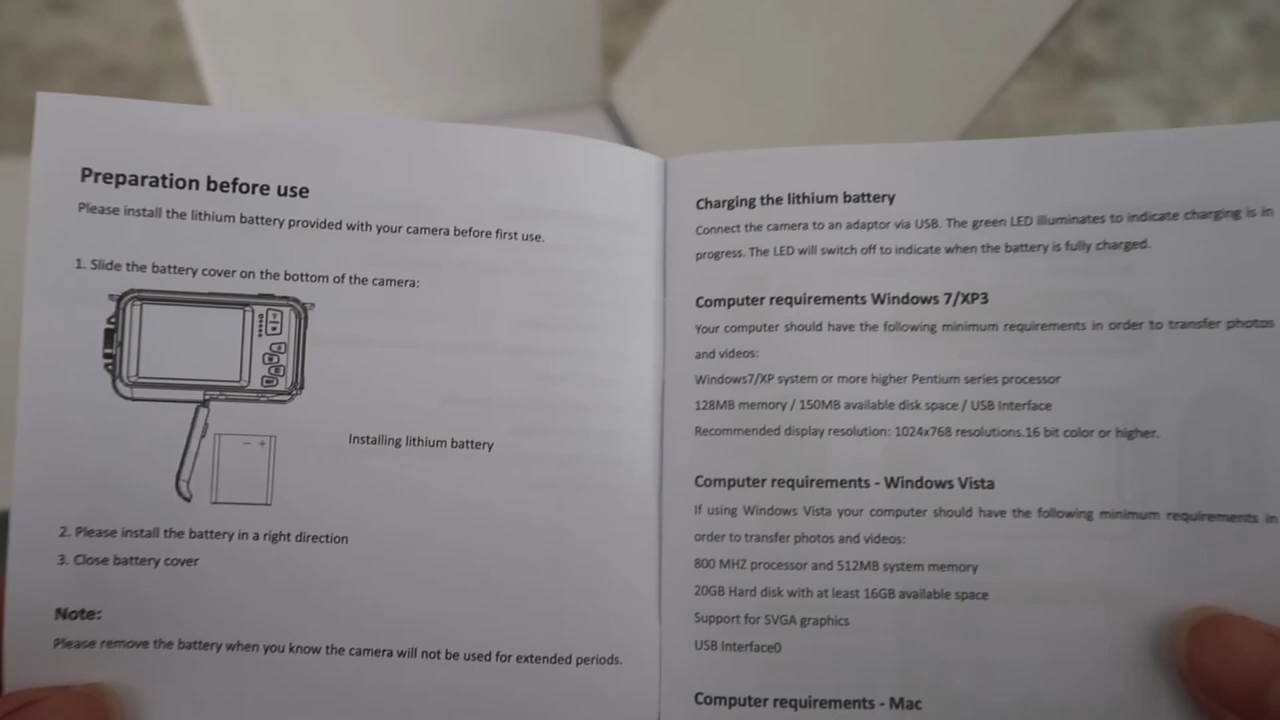 Preparation before use
Please install the lithium battery provided with your camera before first use.
1. Slide the battery cover on the bottom of the camera:
- +
Installing lithium battery
2. Please install the battery in a right direction
3. Close battery cover
Note:
Please remove the battery when you know the camera will not be used for extended periods.
Charging the lithium battery
Connect the camera to an adaptor via USB. The green LED illuminates to indicate charging is in
progress. The LED will switch off to indicate when the battery is fully charged.
Computer requirements Windows 7/XP3
Your computer should have the following minimum requirements in order to transfer photos
and videos:
Windows7/XP system or more higher Pentium series processor
128MB memory / 150MB available disk space / USB Interface
Recommended display resolution: 1024x768 resolutions.16 bit color or higher.
Computer requirements - Windows Vista
If using Windows Vista your computer should have the following minimum requirements in
order to transfer photos and videos:
800 MHZ processor and 512MB system memory
20GB Hard disk with at least 16GB available space
Support for SVGA graphics
USB Interface0
Computer requirements - Mac